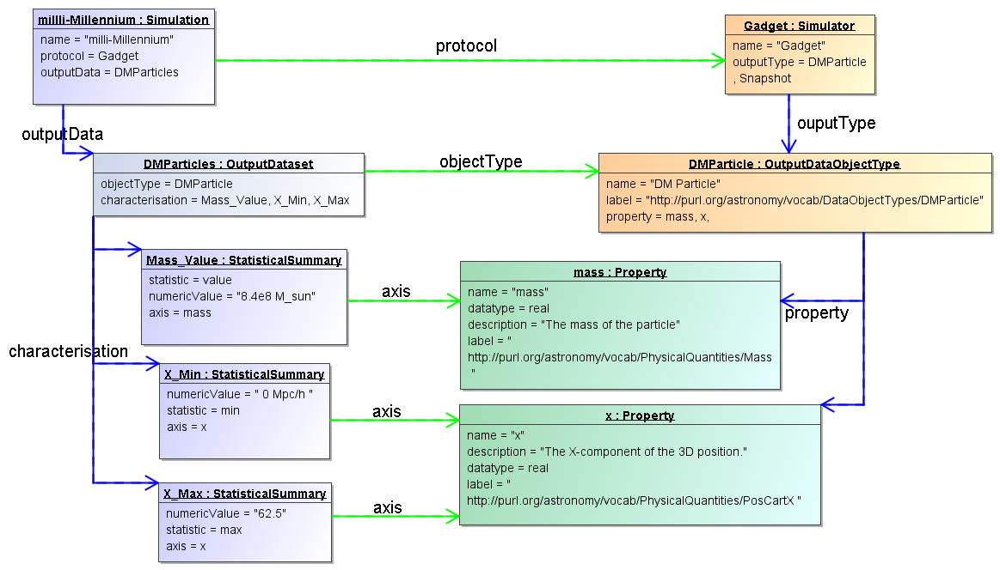 millli-Millennium : Simulation
name = "milli-Millennium"
protocol = Gadget
outputData = DMParticles
protocol
Gadget : Simulator
name = "Gadget"
outputType = DMParticle
, Snapshot
outputData
ouputType
DMParticles : OutputDataset
objectType = DMParticle
characterisation = Mass_Value, X_Min, X_Max
objectType
DMParticle : OutputDataObjectType
name = "DM Particle"
label = "http://purl.org/astronomy/vocab/DataObjectTypes/DMParticle"
property = mass, x,
Mass_Value : StatisticalSummary
statistic = value
numericValue = "8.4e8 M_sun"
axis = mass
axis
mass : Property
name = "mass"
datatype = real
description = "The mass of the particle"
label = "
http://purl.org/astronomy/vocab/PhysicalQuantities/Mass
"
property
characterisation
X_Min : StatisticalSummary
numericValue = " 0 Mpc/h "
statistic = min
axis = x
axis
x : Property
name = "x"
description = "The X-component of the 3D position."
datatype = real
label = "
http://purl.org/astronomy/vocab/PhysicalQuantities/PosCartX "
X_Max : StatisticalSummary
numericValue = "62.5"
statistic = max
axis = x
axis